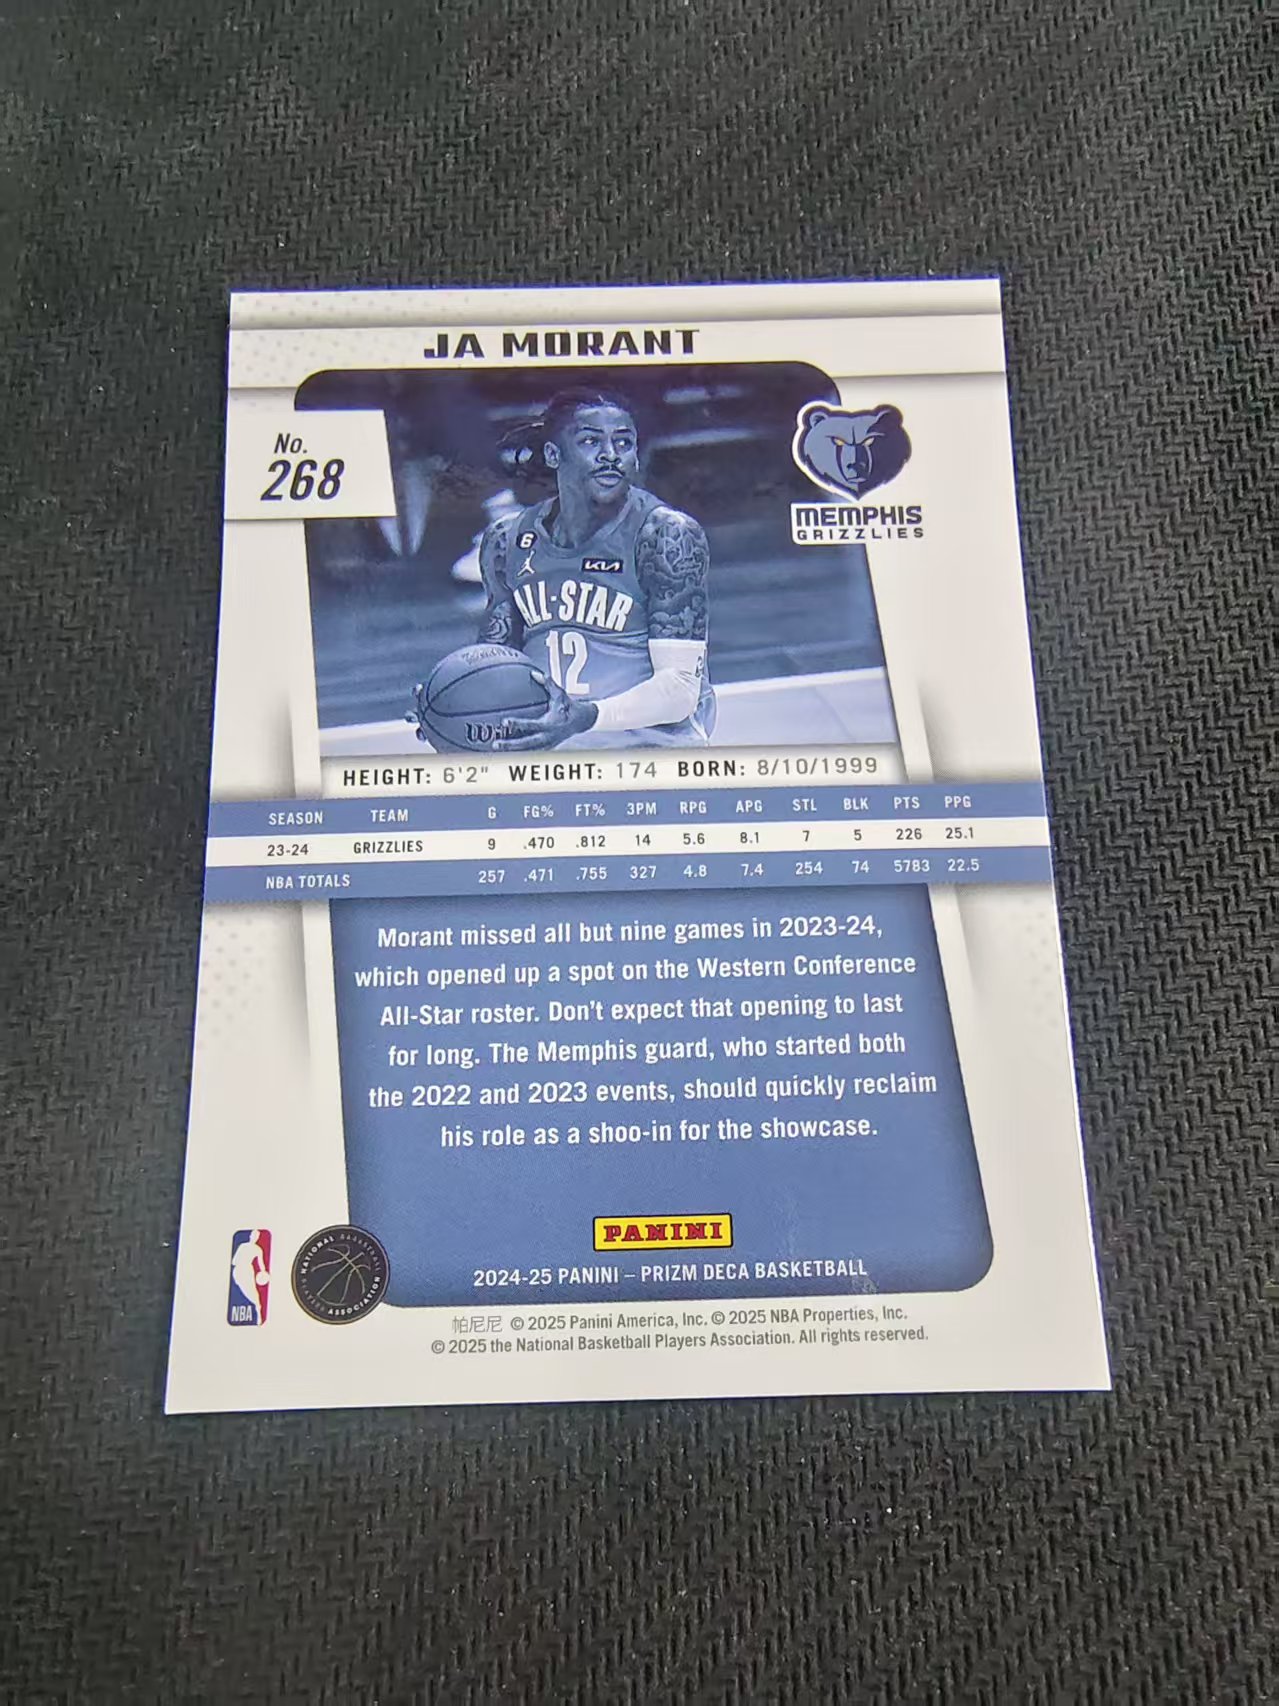 JA MORANT
No.
268
MEMPHIS
GRIZZLIES
6
KIA
ALL-STAR
12
HEIGHT: 6'2" WEIGHT: 174 BORN: 8/10/1999
SEASON TEAM G FG% FT% 3PM RPG APG STL BLK PTS PPG
23-24 GRIZZLIES 9 .470 .812 14 5.6 8.1 7 5 226 25.1
NBA TOTALS 257 .471 .755 327 4.8 7.4 254 74 5783 22.5
Morant missed all but nine games in 2023-24,
which opened up a spot on the Western Conference
All-Star roster. Don't expect that opening to last
for long. The Memphis guard, who started both
the 2022 and 2023 events, should quickly reclaim
his role as a shoo-in for the showcase.
PANINI
2024-25 PANINI – PRIZM DECA BASKETBALL
NBA
NATIONAL BASKETBALL
PLAYERS ASSOCIATION
帕尼尼 © 2025 Panini America, Inc. © 2025 NBA Properties, Inc.
© 2025 the National Basketball Players Association. All rights reserved.